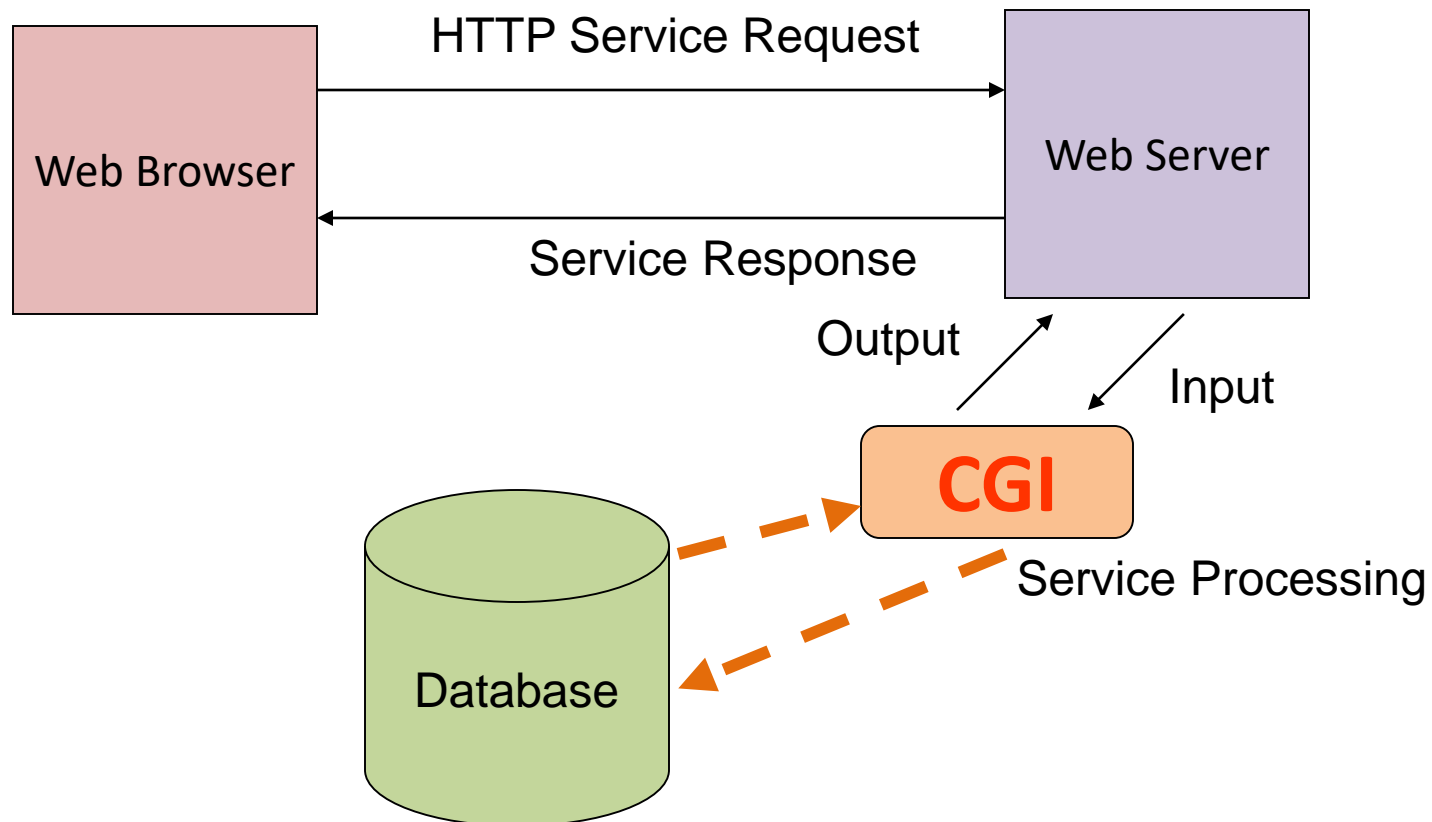 HTTP Service Request
Web Browser
Web Server
Service Response
Output
Input
CGI
Service Processing
Database